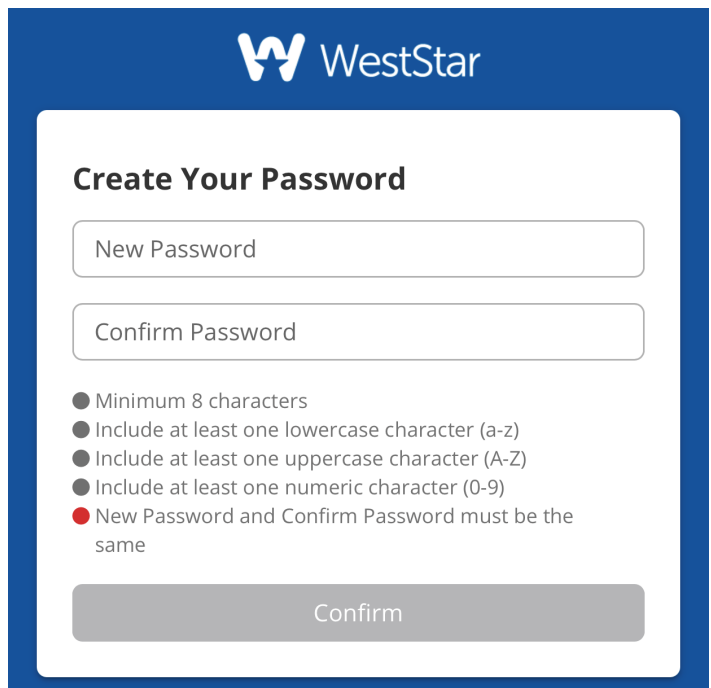 WestStar
Create Your Password
New Password
Confirm Password
Minimum 8 characters
Include at least one lowercase character (a-z)
Include at least one uppercase character (A-Z)
Include at least one numeric character (0-9)
New Password and Confirm Password must be the
same
Confirm